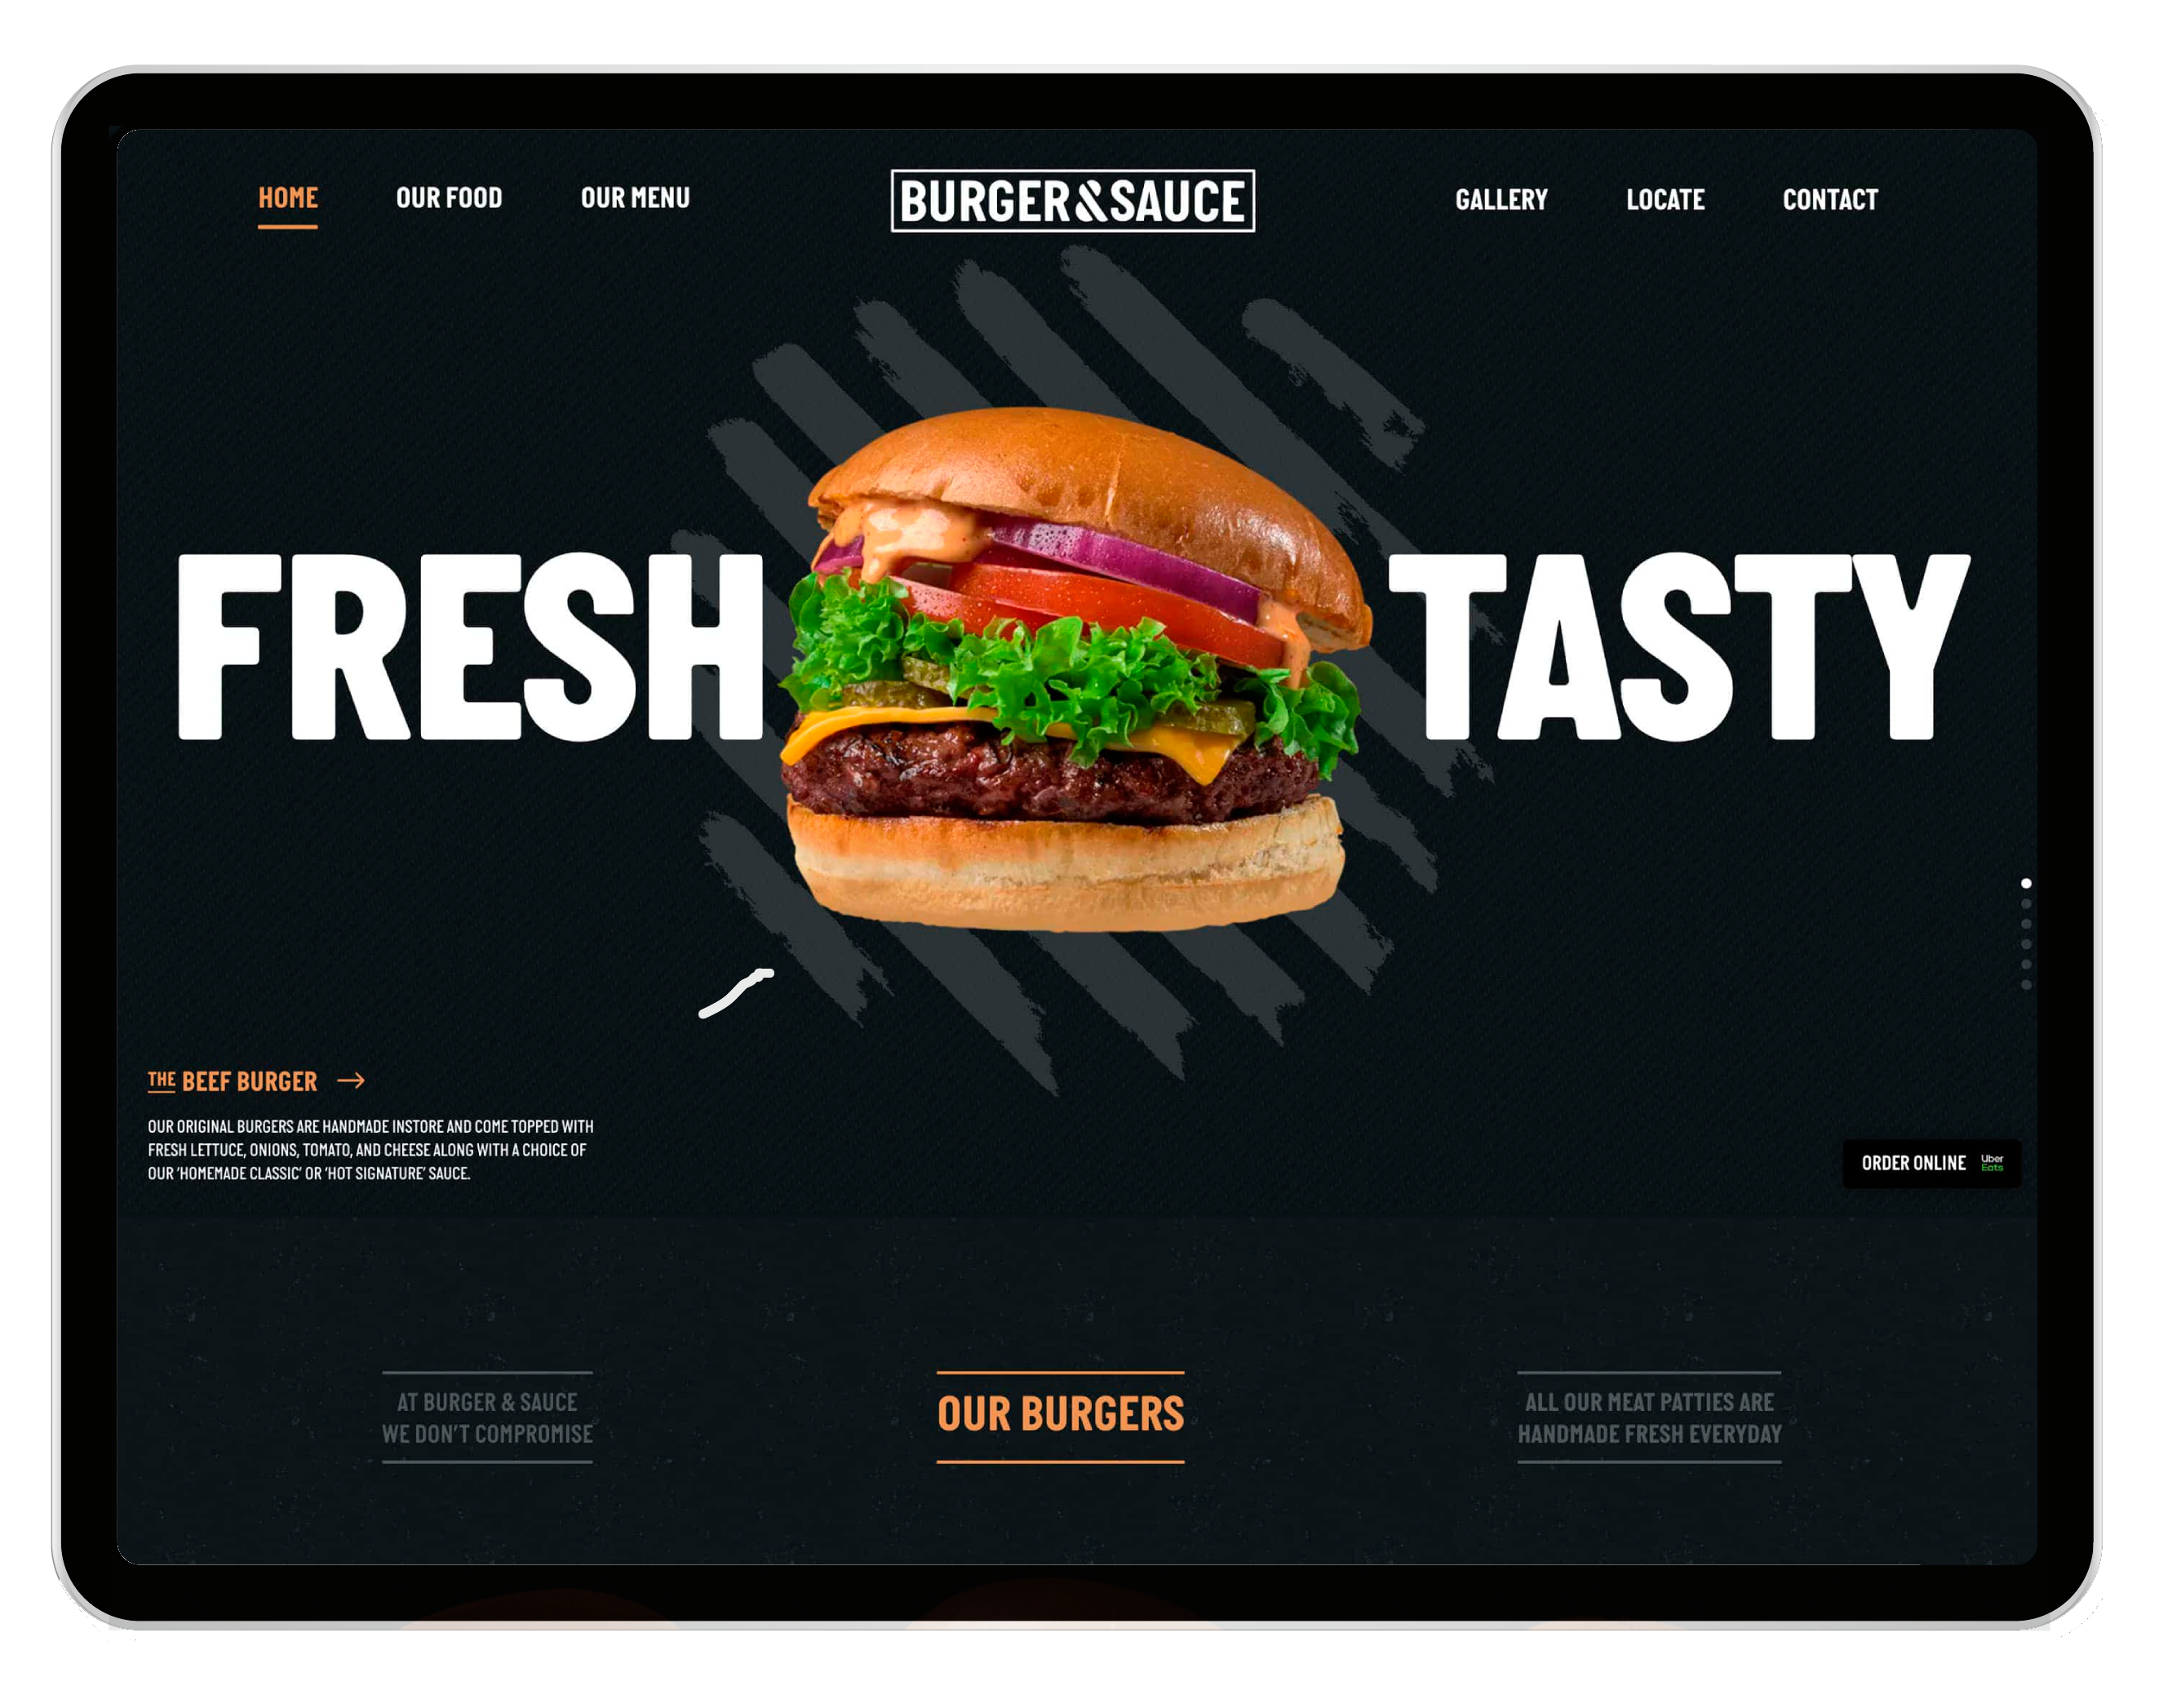 HOME OUR FOOD OUR MENU BURGER&SAUCE GALLERY LOCATE CONTACT
FRESH TASTY
THE BEEF BURGER →
OUR ORIGINAL BURGERS ARE HANDMADE INSTORE AND COME TOPPED WITH
FRESH LETTUCE, ONIONS, TOMATO, AND CHEESE ALONG WITH A CHOICE OF
OUR 'HOMEMADE CLASSIC' OR 'HOT SIGNATURE' SAUCE.
ORDER ONLINE Uber
Eats
AT BURGER & SAUCE
WE DON'T COMPROMISE
OUR BURGERS
ALL OUR MEAT PATTIES ARE
HANDMADE FRESH EVERYDAY